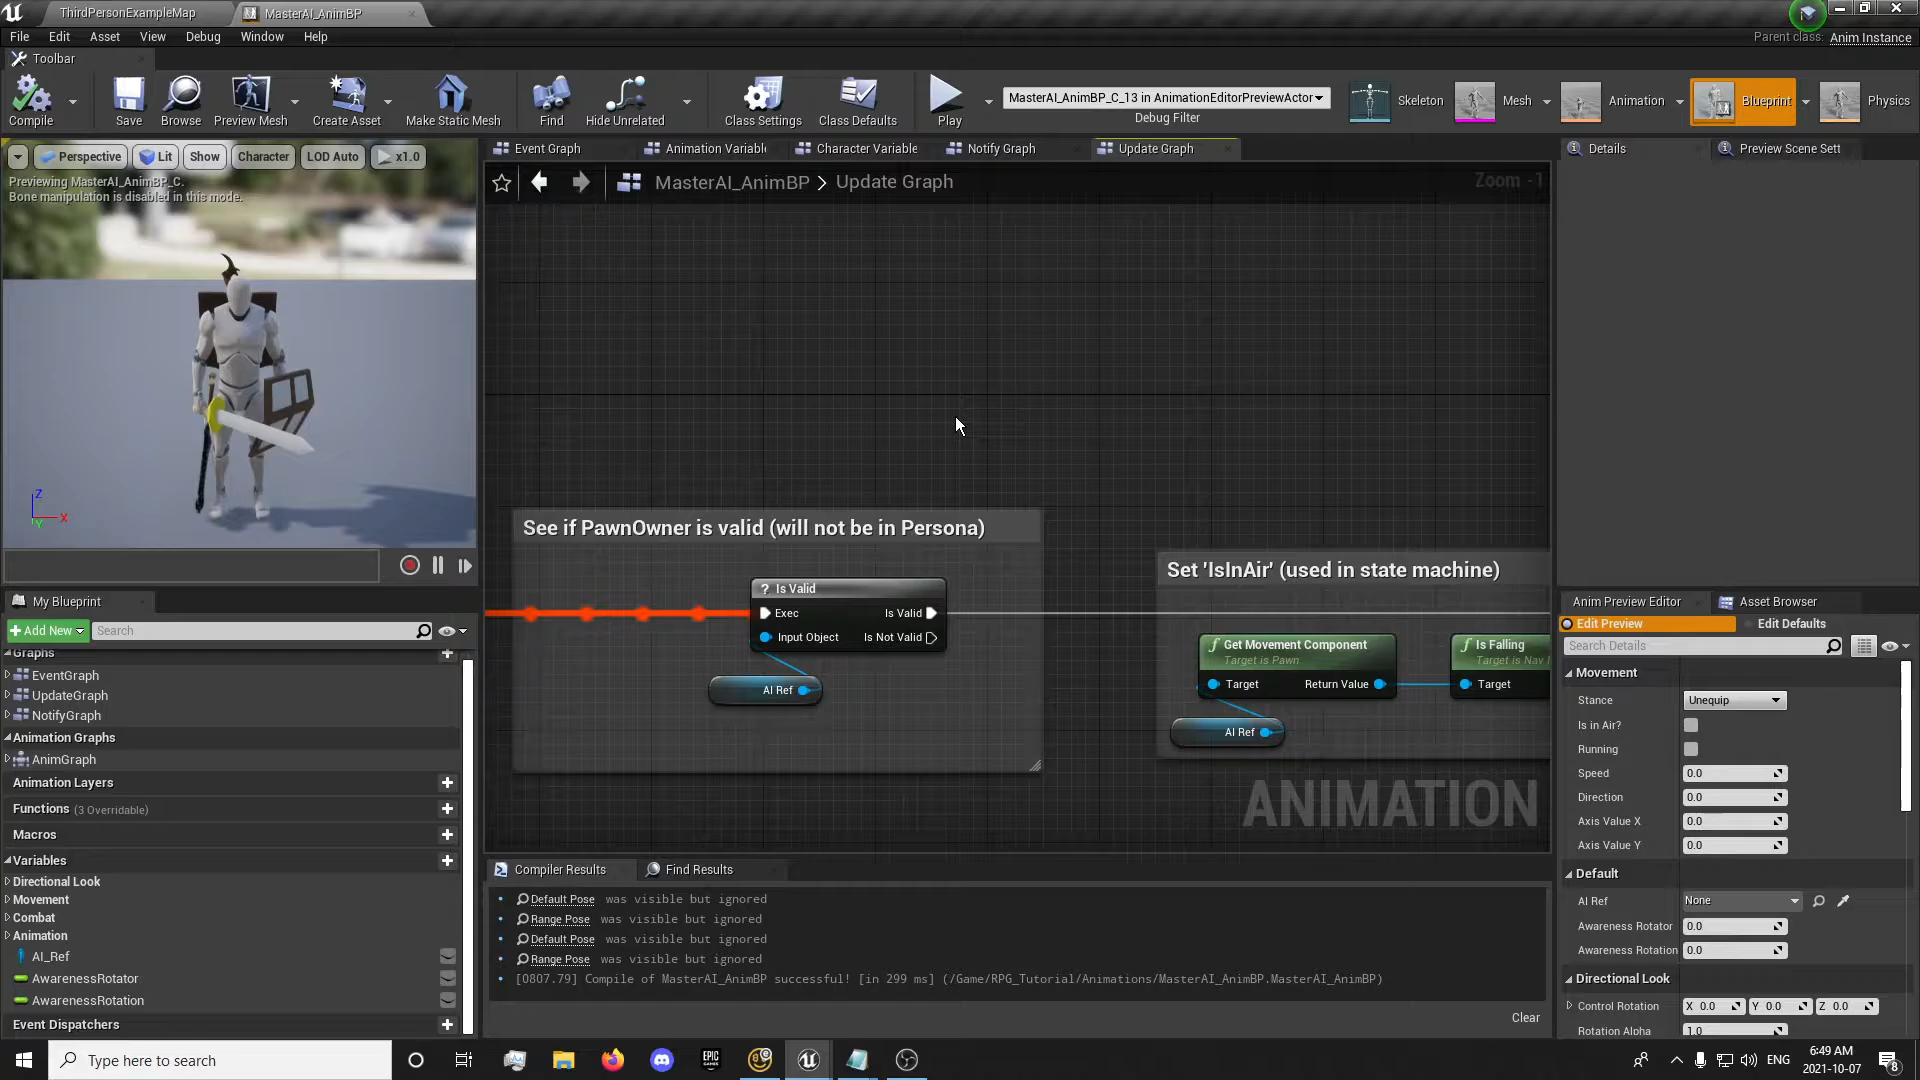 ThirdPersonExampleMap
MasterAI_AnimBP
File Edit Asset View Debug Window Help
Parent class: Anim Instance
Toolbar
Compile
Save
Browse
Preview Mesh
Create Asset
Make Static Mesh
Find
Hide Unrelated
Class Settings
Class Defaults
Play
MasterAI_AnimBP_C_13 in AnimationEditorPreviewActor
Debug Filter
Skeleton
Mesh
Animation
Blueprint
Physics
Perspective Lit Show Character LOD Auto x1.0
Previewing MasterAI_AnimBP_C.
Bone manipulation is disabled in this mode.
Z
X
Y
Event Graph
Animation Variabl
Character Variable
Notify Graph
Update Graph
MasterAI_AnimBP > Update Graph
Zoom -1
See if PawnOwner is valid (will not be in Persona)
? Is Valid
Exec Is Valid
Input Object Is Not Valid
AI Ref
Set 'IsInAir' (used in state machine)
Get Movement Component
Target is Pawn
Target Return Value
Is Falling
Target is Nav
Target
AI Ref
ANIMATION
Details
Preview Scene Sett
My Blueprint
+ Add New
Search
Graphs
EventGraph
UpdateGraph
NotifyGraph
Animation Graphs
AnimGraph
Animation Layers
Functions (3 Overridable)
Macros
Variables
Directional Look
Movement
Combat
Animation
AI_Ref
AwarenessRotator
AwarenessRotation
Event Dispatchers
Compiler Results
Find Results
Default Pose was visible but ignored
Range Pose was visible but ignored
Default Pose was visible but ignored
Range Pose was visible but ignored
[0807.79] Compile of MasterAI_AnimBP successful! [in 299 ms] (/Game/RPG_Tutorial/Animations/MasterAI_AnimBP.MasterAI_AnimBP)
Clear
Anim Preview Editor
Asset Browser
Edit Preview
Edit Defaults
Search Details
Movement
Stance Unequip
Is in Air?
Running
Speed 0.0
Direction 0.0
Axis Value X 0.0
Axis Value Y 0.0
Default
AI Ref None
Awareness Rotator 0.0
Awareness Rotation 0.0
Directional Look
Control Rotation X 0.0 Y 0.0 Z 0.0
Rotation Alpha 1.0
Type here to search
EPIC
GAMES
ENG
6:49 AM
2021-10-07
8